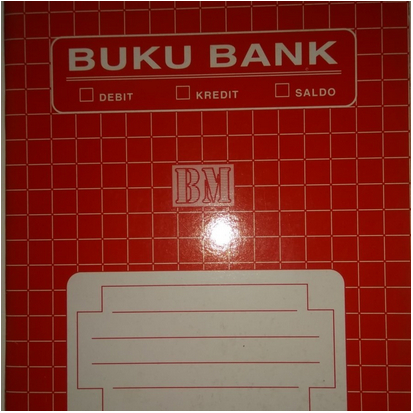 BUKU BANK
DEBIT KREDIT SALDO
BM